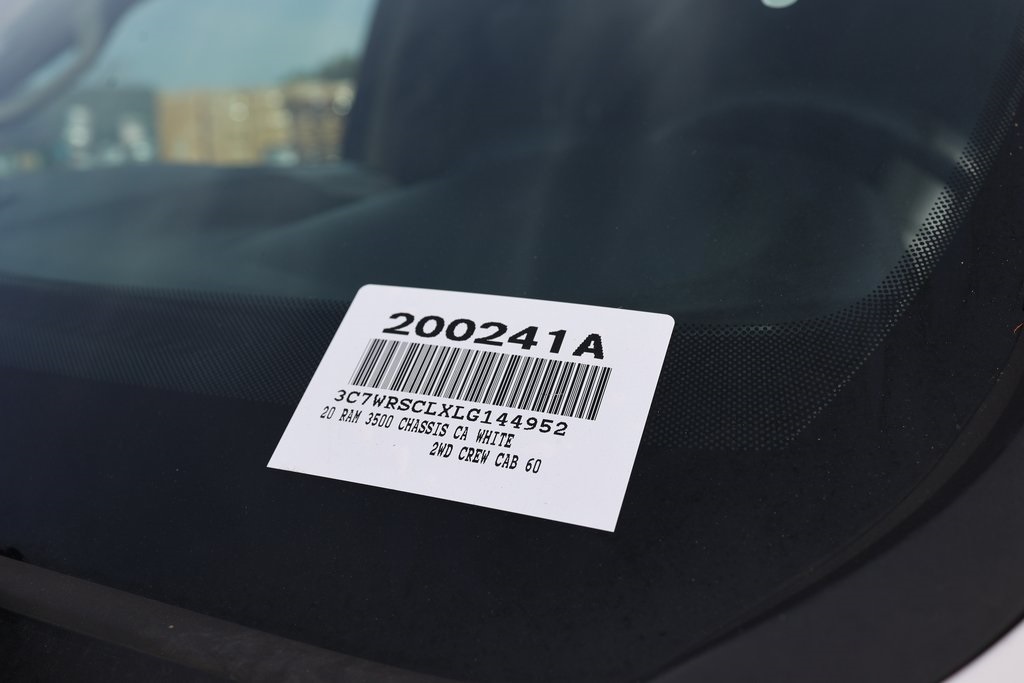 200241A
3C7WRSCLXLG144952
20 RAM 3500 CHASSIS CA WHITE
2WD CREW CAB 60